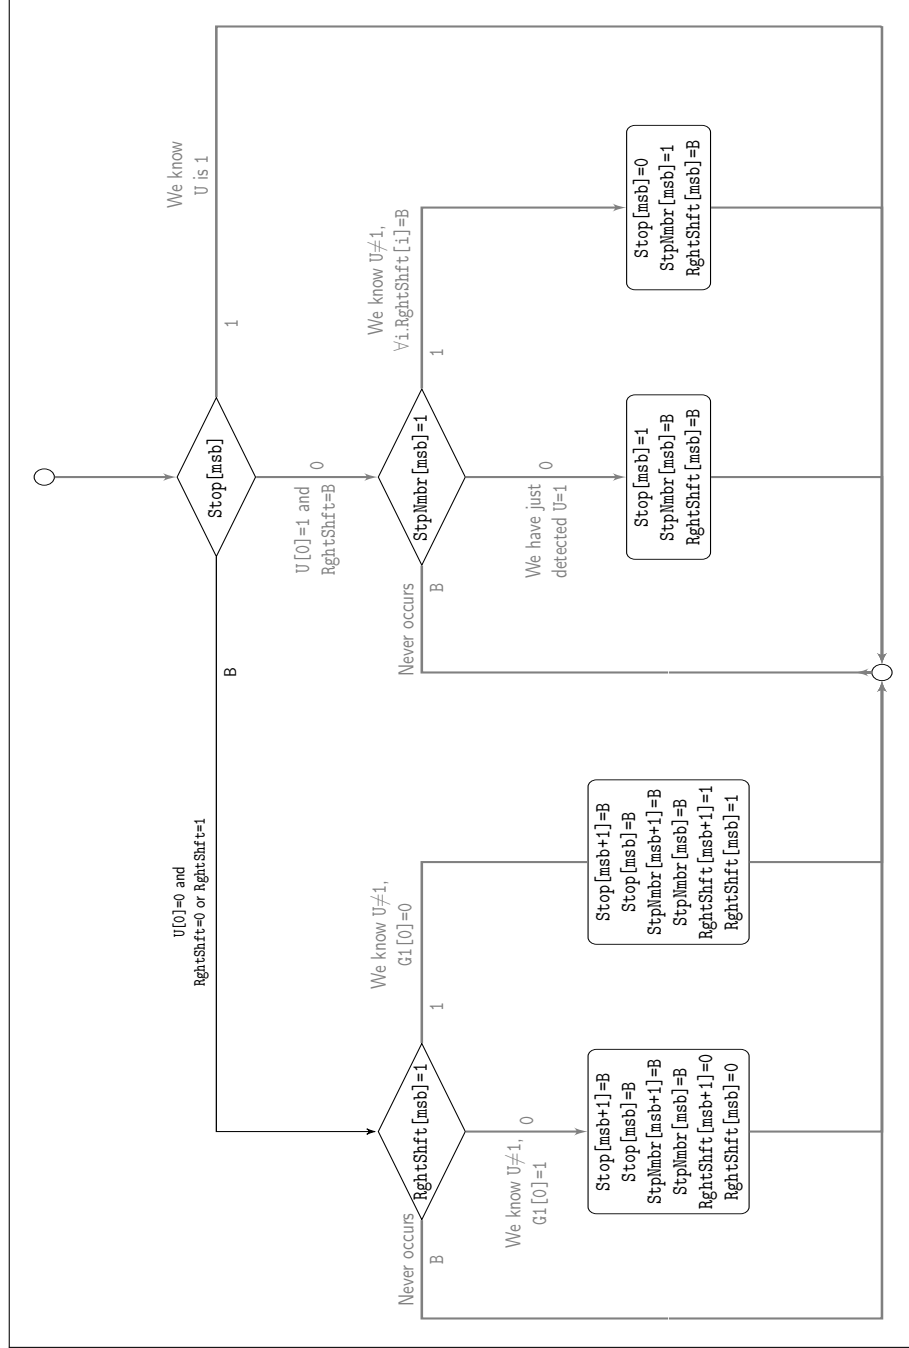 Stop[msb]
We know
U is 1
1
U[0]=1 and
RghtShft=B
0
U[0]=0 and
RghtShft=0 or RghtShft=1
B
StpNmbr[msb]=1
We know U≠1,
∀i.RghtShft[i]=B
1
We have just
detected U=1
0
Never occurs
B
Stop[msb]=0
StpNmbr[msb]=1
RghtShft[msb]=B
Stop[msb]=1
StpNmbr[msb]=B
RghtShft[msb]=B
RghtShft[msb]=1
We know U≠1,
G1[0]=0
1
We know U≠1,
G1[0]=1
0
Never occurs
B
Stop[msb+1]=B
Stop[msb]=B
StpNmbr[msb+1]=B
StpNmbr[msb]=B
RghtShft[msb+1]=1
RghtShft[msb]=1
Stop[msb+1]=B
Stop[msb]=B
StpNmbr[msb+1]=B
StpNmbr[msb]=B
RghtShft[msb+1]=0
RghtShft[msb]=0